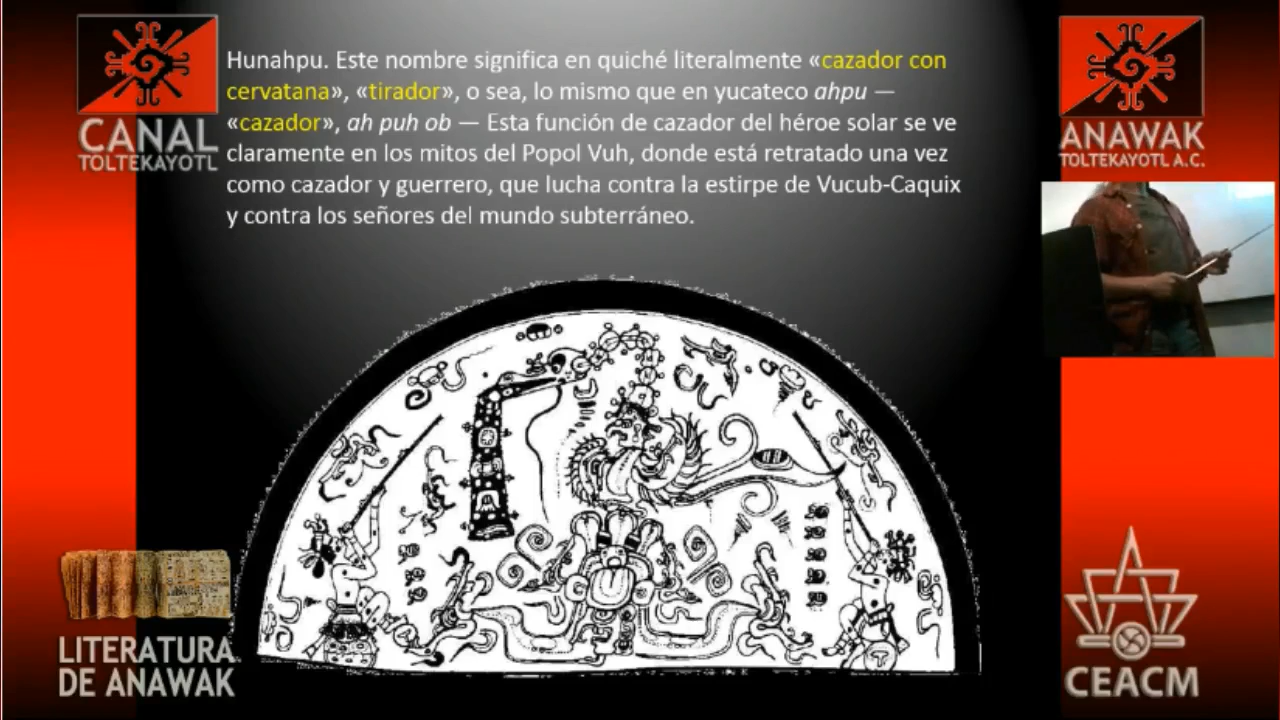 Hunahpu. Este nombre significa en quiché literalmente «cazador con
cervatana», «tirador», o sea, lo mismo que en yucateco ahpu —
«cazador», ah puh ob — Esta función de cazador del héroe solar se ve
claramente en los mitos del Popol Vuh, donde está retratado una vez
como cazador y guerrero, que lucha contra la estirpe de Vucub-Caquix
y contra los señores del mundo subterráneo.
CANAL
TOLTEKAYOTL
ANAWAK
TOLTEKAYOTL A.C.
LITERATURA
DE ANAWAK
CEACM